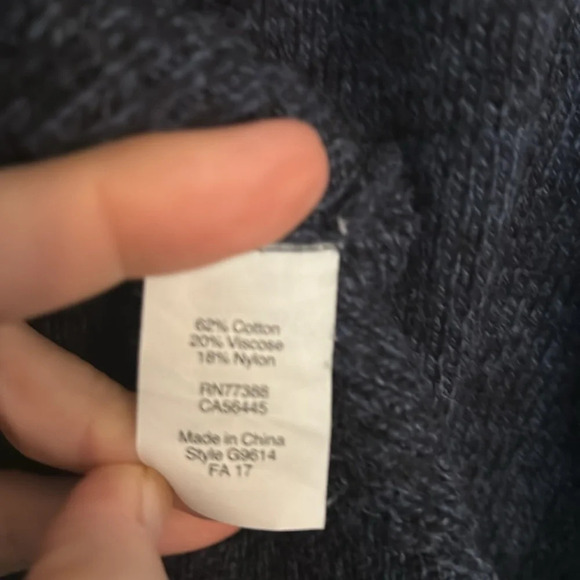 62% Cotton
20% Viscose
18% Nylon
RN77388
CA56445
Made in China
Style G9614
FA 17